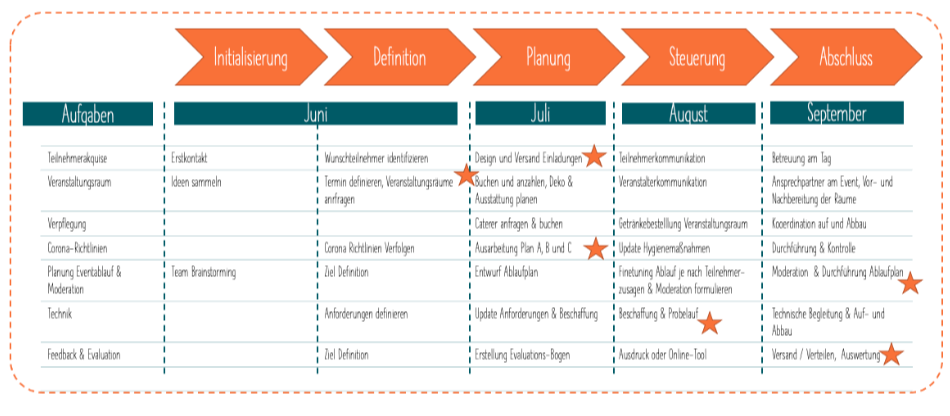 Initialisierung Definition Planung Steuerung Abschluss
Aufgaben Juni Juli August September
Teilnehmerakquise Erstkontakt Wunschteilnehmer identifizieren Design und Versand Einladungen Teilnehmerkommunikation Betreuung am Tag
Veranstaltungsraum Ideen sammeln Termin definieren, Veranstaltungsräume Buchen und anzahlen, Deko & Veranstalterkommunikation Ansprechpartner am Event, Vor- und
anrfragen Ausstattung planen Nachbereitung der Räume
Verpflegung Caterer anfragen & buchen Getränkebestelllung Veranstaltungsraum Kooerdination auf und Abbau
Corona-Richtlinien Corona Richtlinien Verfolgen Ausarbeitung Plan A, B und C Update Hygienemaßnahmen Durchführung & Kontrolle
Planung Eventablauf & Team Brainstorming Ziel Definition Entwurf Ablaufplan Finetuning Ablauf je nach Teilnehmer- Moderation & Durchführung Ablaufplan
Moderation zusagen & Moderation formulieren
Technik Anforderungen definieren Update Anforderungen & Beschaffung Beschaffung & Probelauf Technische Begleitung & Auf- und
Abbau
Feedback & Evaluation Ziel Definition Erstellung Evaluations-Bogen Ausdruck oder Online-Tool Versand / Verteilen, Auswertung